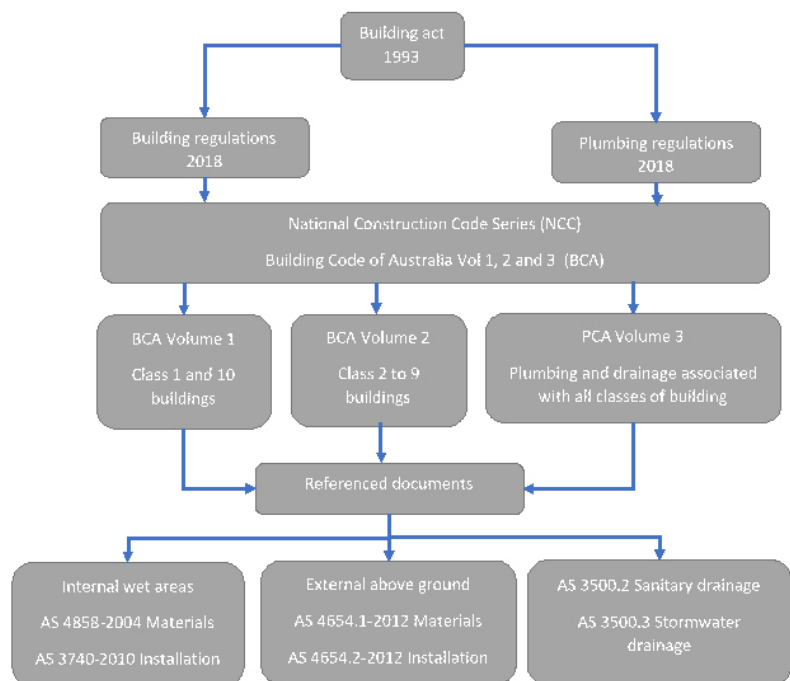 Building act
1993
Building regulations
2018
Plumbing regulations
2018
National Construction Code Series (NCC)
Building Code of Australia Vol 1, 2 and 3 (BCA)
BCA Volume 1
Class 1 and 10
buildings
BCA Volume 2
Class 2 to 9
buildings
PCA Volume 3
Plumbing and drainage associated
with all classes of building
Referenced documents
Internal wet areas
AS 4858-2004 Materials
AS 3740-2010 Installation
External above ground
AS 4654.1-2012 Materials
AS 4654.2-2012 Installation
AS 3500.2 Sanitary drainage
AS 3500.3 Stormwater
drainage